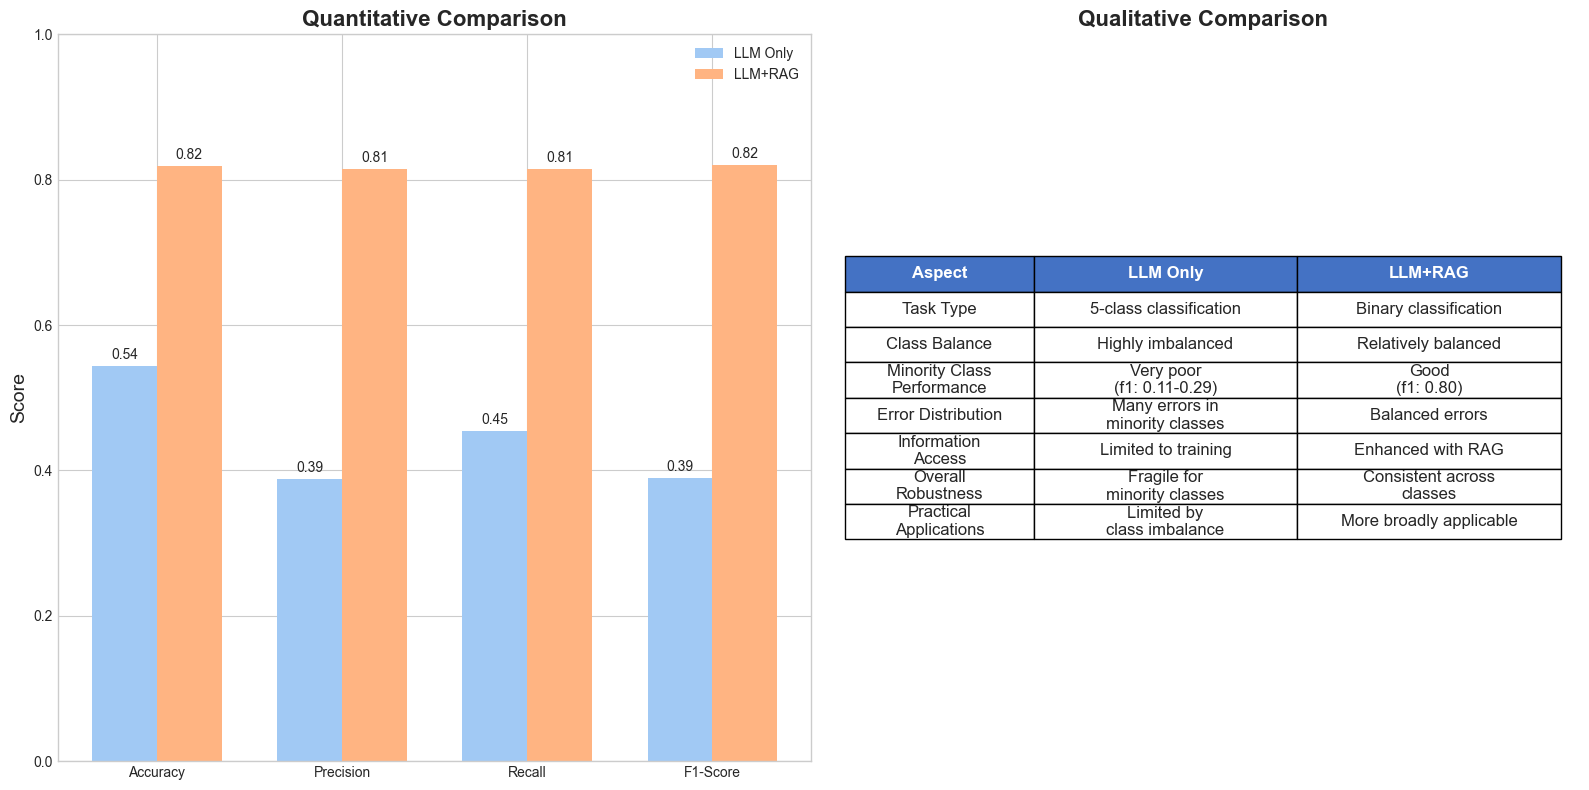 Quantitative Comparison
Score
1.0
0.8
0.6
0.4
0.2
0.0
LLM Only
LLM+RAG
0.54
0.82
0.39
0.81
0.45
0.81
0.39
0.82
Accuracy
Precision
Recall
F1-Score
Qualitative Comparison
Aspect LLM Only LLM+RAG
Task Type 5-class classification Binary classification
Class Balance Highly imbalanced Relatively balanced
Minority Class Very poor Good
Performance (f1: 0.11-0.29) (f1: 0.80)
Error Distribution Many errors in Balanced errors
minority classes
Information Limited to training Enhanced with RAG
Access
Overall Fragile for Consistent across
Robustness minority classes classes
Practical Limited by More broadly applicable
Applications class imbalance